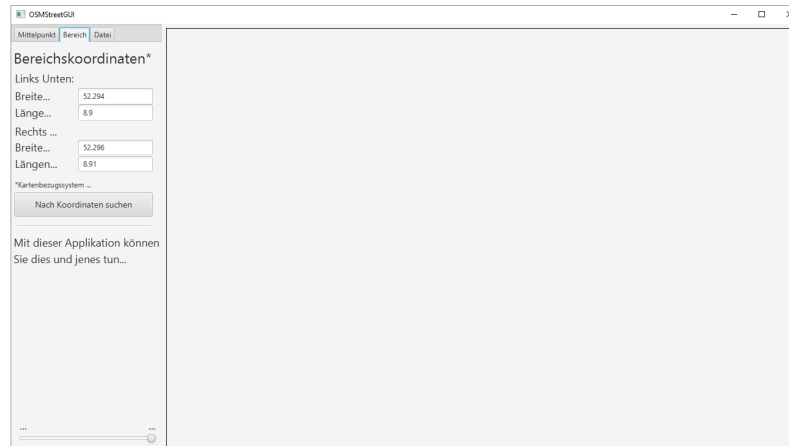 OSMStreetGUI
Mittelpunkt Bereich Datei
Bereichskoordinaten*
Links Unten:
Breite... 52.294
Länge... 8.9
Rechts ...
Breite... 52.296
Längen... 8.91
*Kartenbezugssystem ...
Nach Koordinaten suchen
Mit dieser Applikation können
Sie dies und jenes tun...
... ...